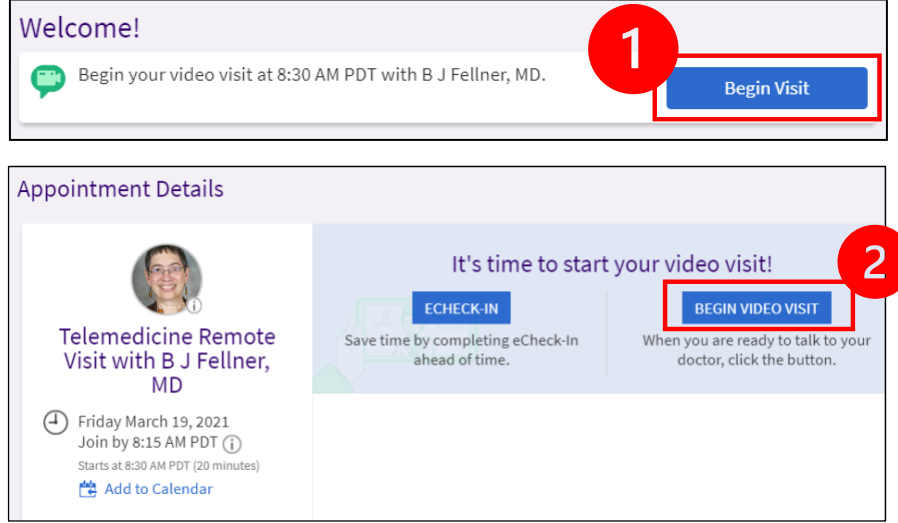 Welcome!
1
Begin your video visit at 8:30 AM PDT with B J Fellner, MD.
Begin Visit
Appointment Details
2
It's time to start your video visit!
ECHECK-IN
Save time by completing eCheck-In
ahead of time.
BEGIN VIDEO VISIT
When you are ready to talk to your
doctor, click the button.
Telemedicine Remote
Visit with B J Fellner,
MD
Friday March 19, 2021
Join by 8:15 AM PDT
Starts at 8:30 AM PDT (20 minutes)
Add to Calendar